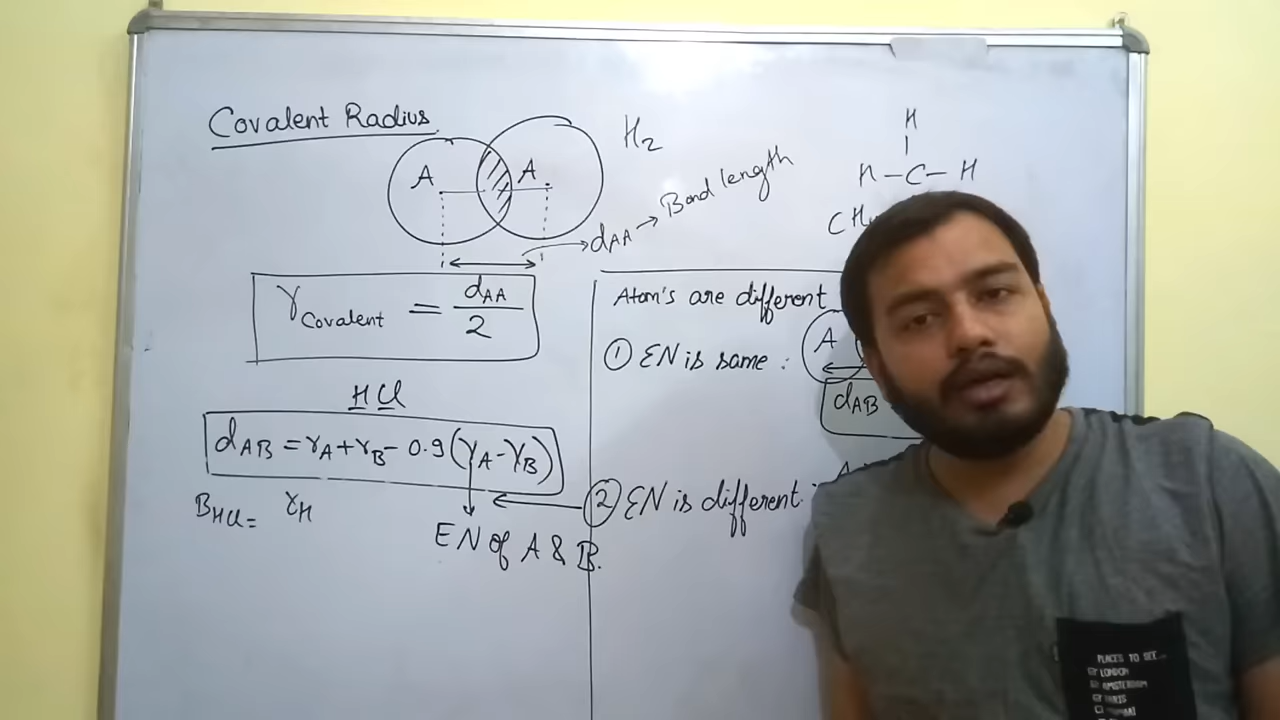 Covalent Radius
A A
H2
dAA → Bond length
H
H - C - H
CH
γCovalent = dAA / 2
Atom's are different
① EN is same : A
dAB
HCl
dAB = γA + γB - 0.9 (γA - γB)
② EN is different :
BHCl = γH
EN of A & B.
PLACES TO SEE...
LONDON
AMSTERDAM
PARIS